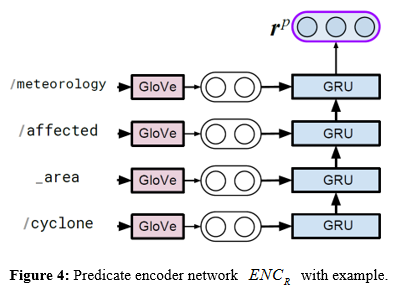 r^p
/meteorology GloVe GRU
/affected GloVe GRU
_area GloVe GRU
/cyclone GloVe GRU
Figure 4: Predicate encoder network ENC_R with example.